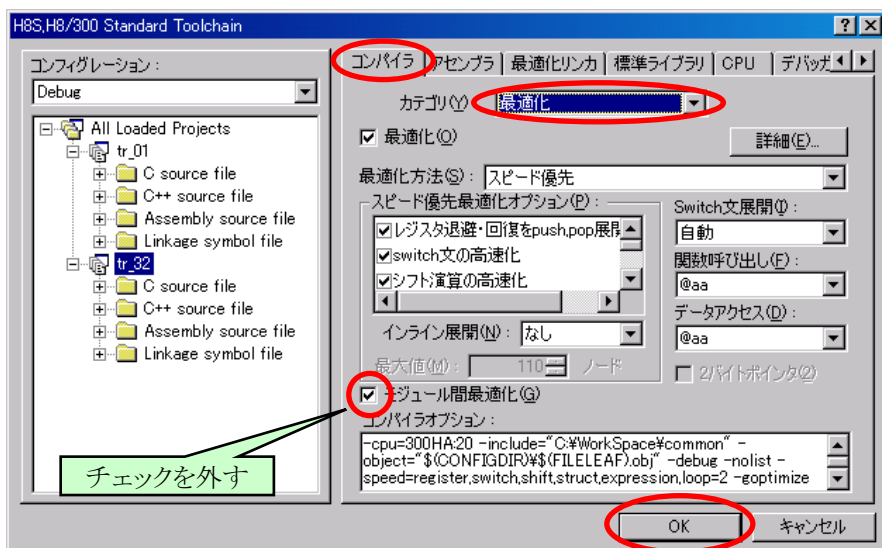 H8S,H8/300 Standard Toolchain
コンフィグレーション:
Debug
All Loaded Projects
tr_01
C source file
C++ source file
Assembly source file
Linkage symbol file
tr_32
C source file
C++ source file
Assembly source file
Linkage symbol file
コンパイラ アセンブラ 最適化リンカ 標準ライブラリ CPU デバッガ
カテゴリ(Y) 最適化
最適化(O)
詳細(E)...
最適化方法(S): スピード優先
スピード優先最適化オプション(P):
レジスタ退避・回復をpush,pop展開
switch文の高速化
シフト演算の高速化
インライン展開(N): なし
最大値(M): 110 ノード
Switch文展開(I):
自動
関数呼び出し(F):
@aa
データアクセス(D):
@aa
2バイトポインタ(2)
モジュール間最適化(G)
コンパイラオプション:
-cpu=300HA:20 -include="C:¥WorkSpace¥common" -
object="$(CONFIGDIR)¥$(FILELEAF).obj" -debug -nolist -
speed=register,switch,shift,struct,expression,loop=2 -goptimize
チェックを外す
OK キャンセル